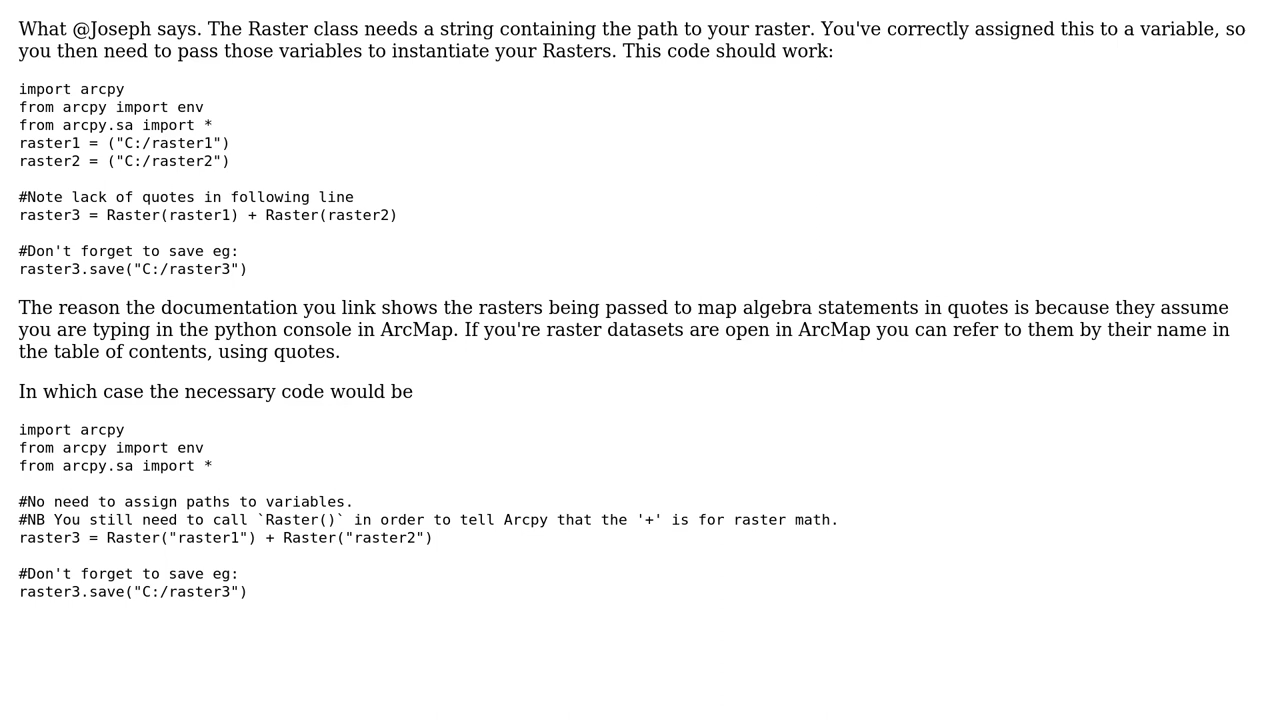 What @Joseph says. The Raster class needs a string containing the path to your raster. You've correctly assigned this to a variable, so
you then need to pass those variables to instantiate your Rasters. This code should work:
import arcpy
from arcpy import env
from arcpy.sa import *
raster1 = ("C:/raster1")
raster2 = ("C:/raster2")
#Note lack of quotes in following line
raster3 = Raster(raster1) + Raster(raster2)
#Don't forget to save eg:
raster3.save("C:/raster3")
The reason the documentation you link shows the rasters being passed to map algebra statements in quotes is because they assume
you are typing in the python console in ArcMap. If you're raster datasets are open in ArcMap you can refer to them by their name in
the table of contents, using quotes.
In which case the necessary code would be
import arcpy
from arcpy import env
from arcpy.sa import *
#No need to assign paths to variables.
#NB You still need to call `Raster()` in order to tell Arcpy that the '+' is for raster math.
raster3 = Raster("raster1") + Raster("raster2")
#Don't forget to save eg:
raster3.save("C:/raster3")